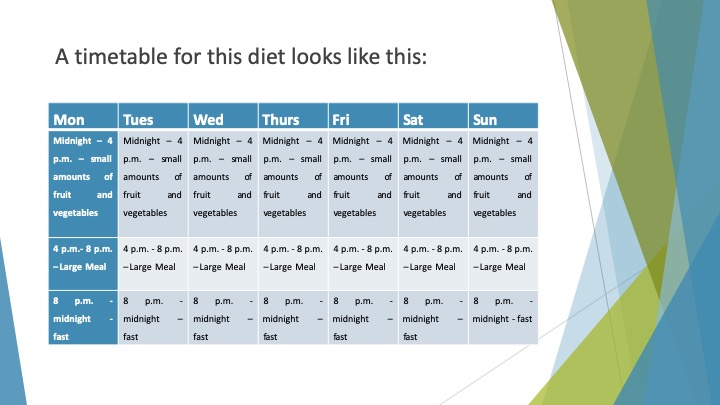 A timetable for this diet looks like this:
Mon Tues Wed Thurs Fri Sat Sun
Midnight – 4 Midnight – 4 Midnight – 4 Midnight – 4 Midnight – 4 Midnight – 4 Midnight – 4
p.m. – small p.m. – small p.m. – small p.m. – small p.m. – small p.m. – small p.m. – small
amounts of amounts of amounts of amounts of amounts of amounts of amounts of
fruit and fruit and fruit and fruit and fruit and fruit and fruit and
vegetables vegetables vegetables vegetables vegetables vegetables vegetables
4 p.m.- 8 p.m. 4 p.m. - 8 p.m. 4 p.m. - 8 p.m. 4 p.m. - 8 p.m. 4 p.m. - 8 p.m. 4 p.m. - 8 p.m. 4 p.m. - 8 p.m.
–Large Meal –Large Meal –Large Meal –Large Meal –Large Meal –Large Meal –Large Meal
8 p.m. - 8 p.m. - 8 p.m. - 8 p.m. - 8 p.m. - 8 p.m. - 8 p.m. -
midnight - midnight – midnight – midnight – midnight – midnight – midnight - fast
fast fast fast fast fast fast